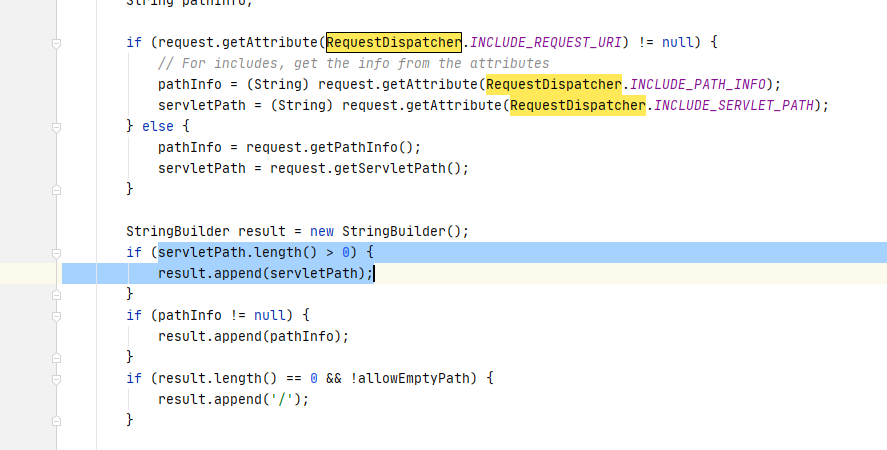 String pathInfo;
if (request.getAttribute(RequestDispatcher.INCLUDE_REQUEST_URI) != null) {
// For includes, get the info from the attributes
pathInfo = (String) request.getAttribute(RequestDispatcher.INCLUDE_PATH_INFO);
servletPath = (String) request.getAttribute(RequestDispatcher.INCLUDE_SERVLET_PATH);
} else {
pathInfo = request.getPathInfo();
servletPath = request.getServletPath();
}
StringBuilder result = new StringBuilder();
if (servletPath.length() > 0) {
result.append(servletPath);
}
if (pathInfo != null) {
result.append(pathInfo);
}
if (result.length() == 0 && !allowEmptyPath) {
result.append('/');
}